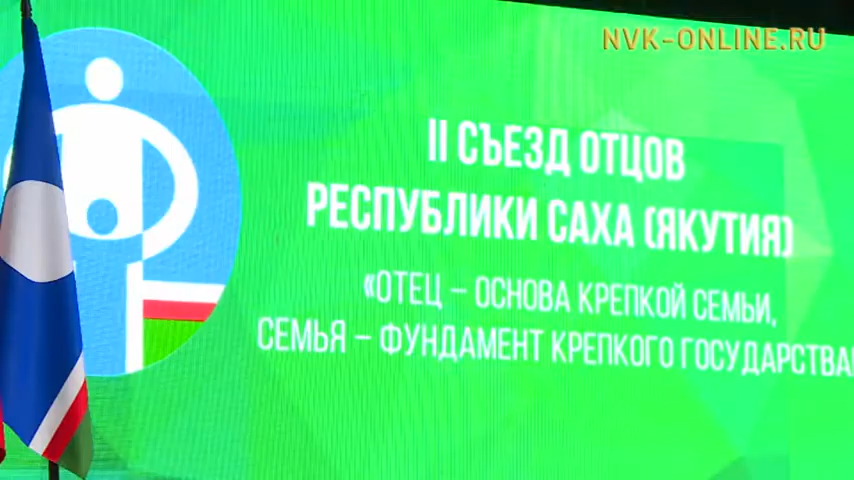 NVK-ONLINE.RU
II СЪЕЗД ОТЦОВ
РЕСПУБЛИКИ САХА (ЯКУТИЯ)
«ОТЕЦ – ОСНОВА КРЕПКОЙ СЕМЬИ,
СЕМЬЯ – ФУНДАМЕНТ КРЕПКОГО ГОСУДАРСТВА